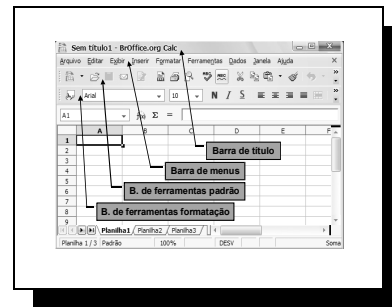 Sem título1 - BrOffice.org Calc
Arquivo Editar Exibir Inserir Formatar Ferramentas Dados Janela Ajuda
Arial 10 N I S
A1 Σ =
A B C D E F
1
2 Barra de título
3
4 Barra de menus
5
6 B. de ferramentas padrão
7
8 B. de ferramentas formatação
9
Planilha1 Planilha2 Planilha3
Planilha 1 / 3 Padrão 100% DESV Soma